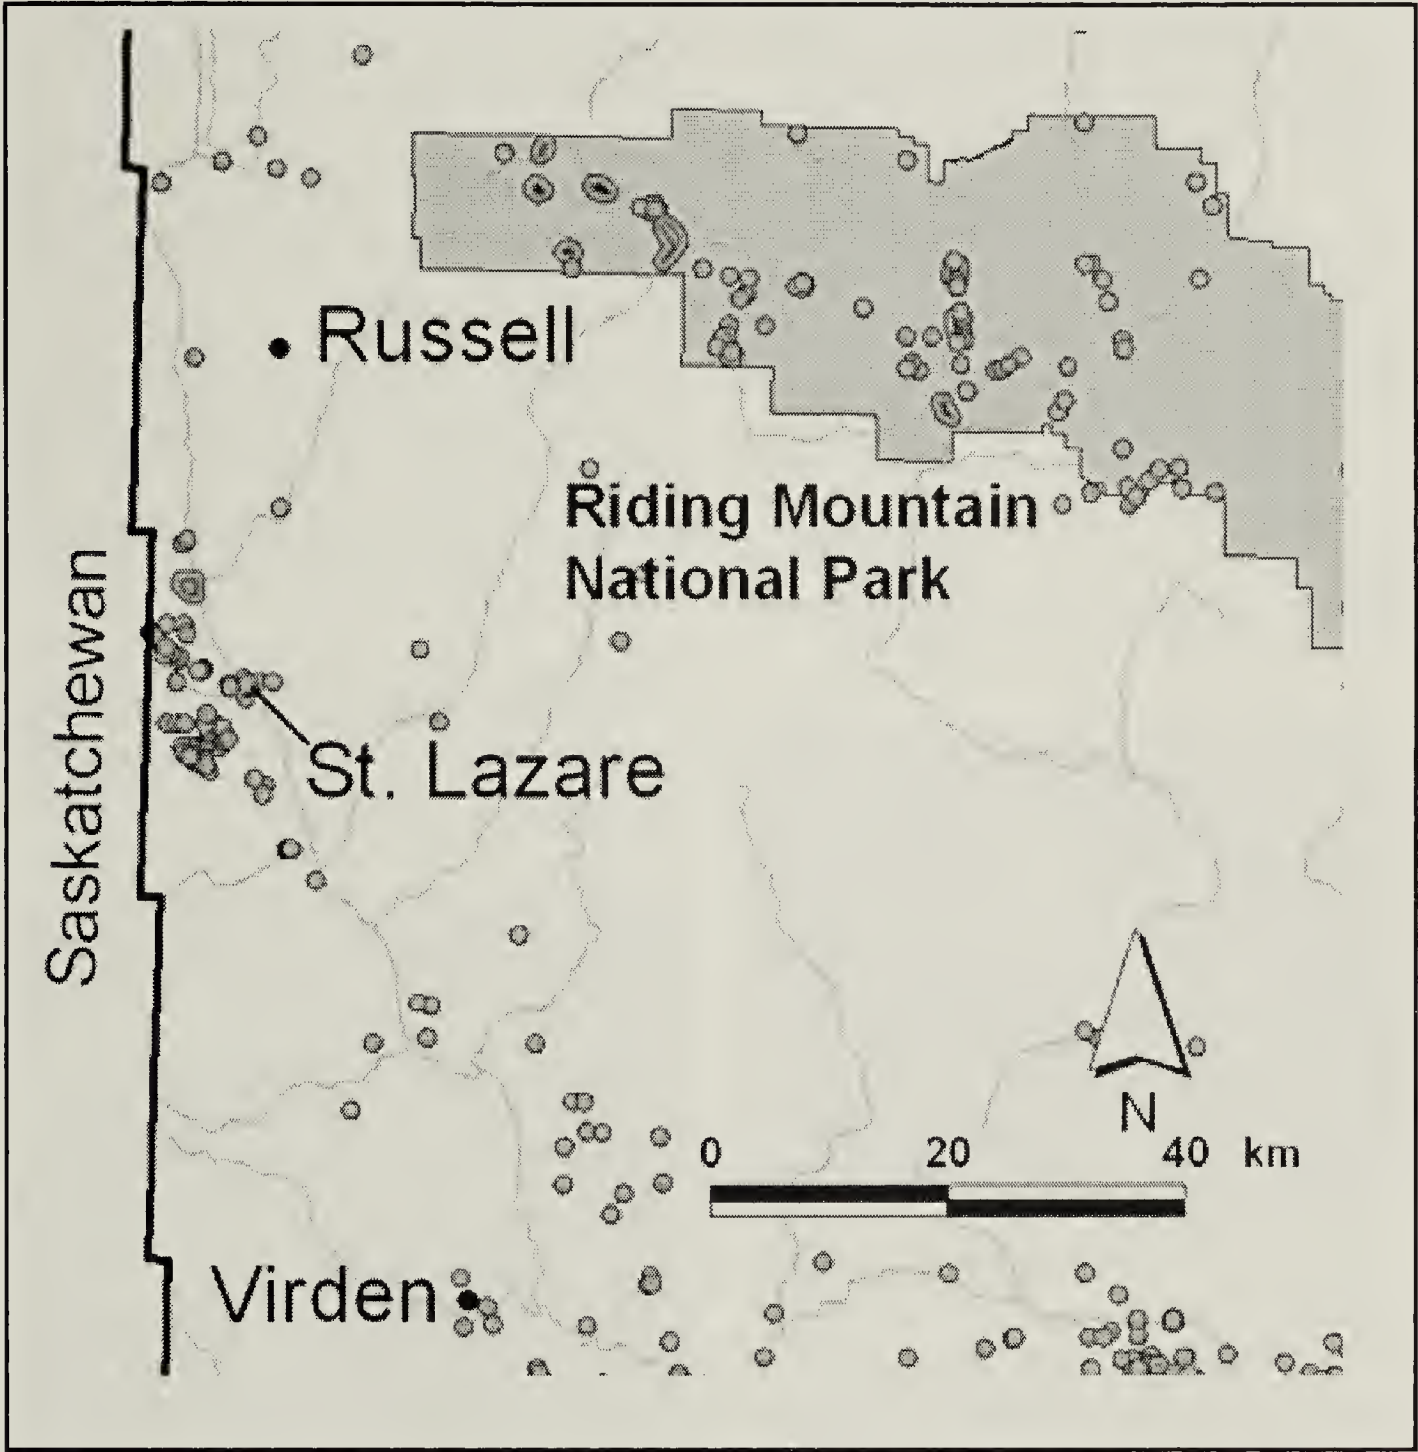 Russell
Riding Mountain
National Park
Saskatchewan
St. Lazare
N
0 20 40 km
Virden